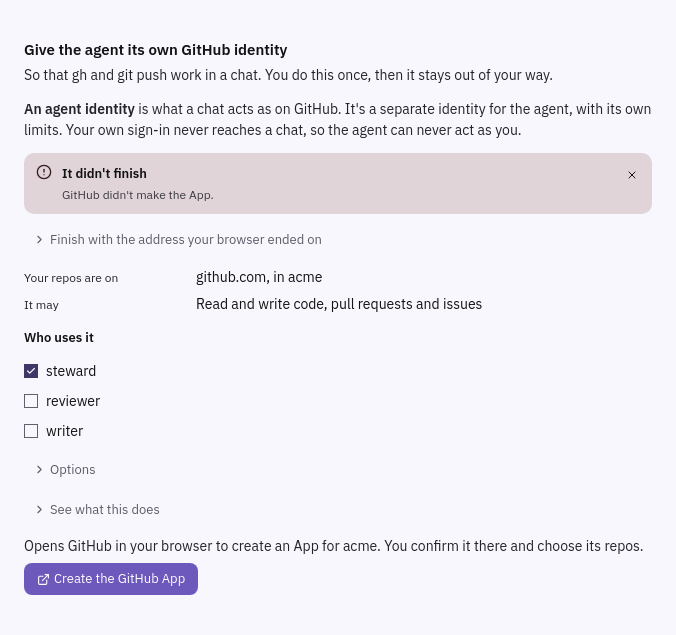 Give the agent its own GitHub identity
So that gh and git push work in a chat. You do this once, then it stays out of your way.
An agent identity is what a chat acts as on GitHub. It's a separate identity for the agent, with its own
limits. Your own sign-in never reaches a chat, so the agent can never act as you.
It didn't finish
GitHub didn't make the App.
Finish with the address your browser ended on
Your repos are on github.com, in acme
It may Read and write code, pull requests and issues
Who uses it
steward
reviewer
writer
Options
See what this does
Opens GitHub in your browser to create an App for acme. You confirm it there and choose its repos.
Create the GitHub App